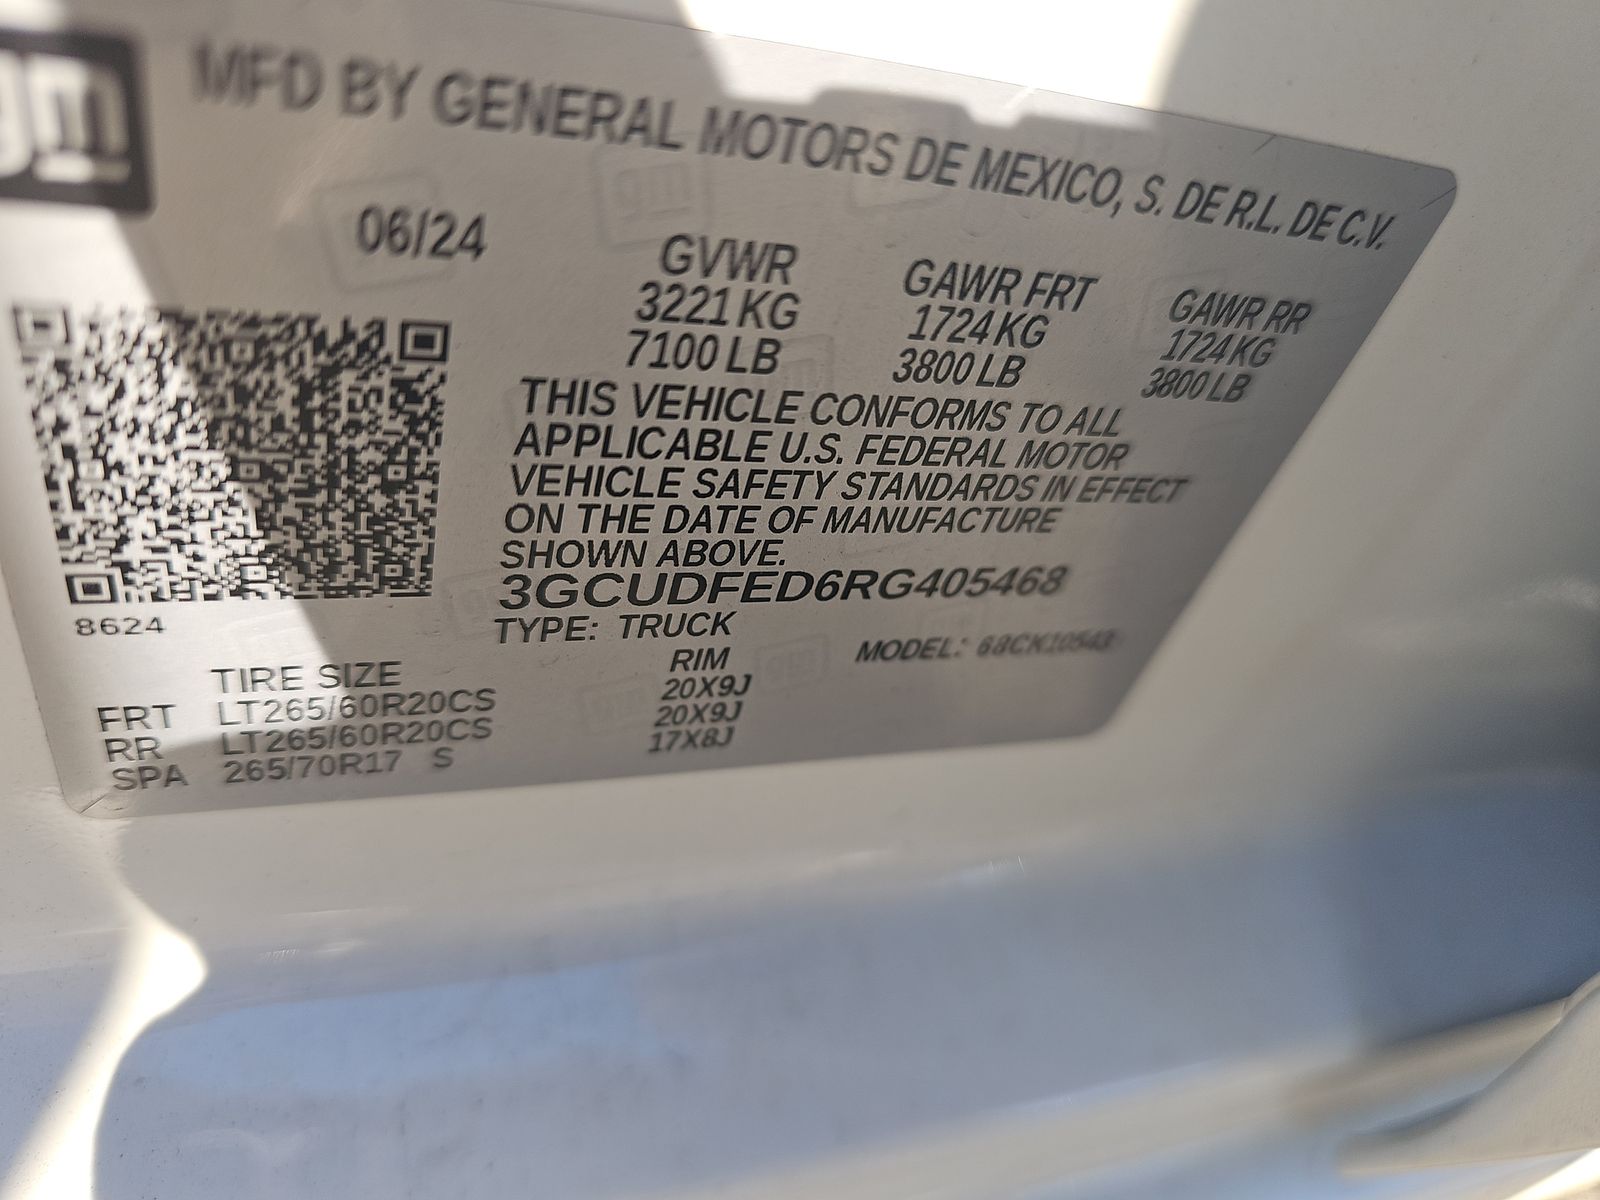 gm
MFD BY GENERAL MOTORS DE MEXICO, S. DE R.L. DE C.V.
06/24
GVWR GAWR FRT GAWR RR
3221 KG 1724 KG 1724 KG
7100 LB 3800 LB 3800 LB
THIS VEHICLE CONFORMS TO ALL
APPLICABLE U.S. FEDERAL MOTOR
VEHICLE SAFETY STANDARDS IN EFFECT
ON THE DATE OF MANUFACTURE
SHOWN ABOVE.
3GCUDFED6RG405468
8624
TYPE: TRUCK
MODEL: 68CK10543
TIRE SIZE RIM
FRT LT265/60R20CS 20X9J
RR LT265/60R20CS 20X9J
SPA 265/70R17 S 17X8J